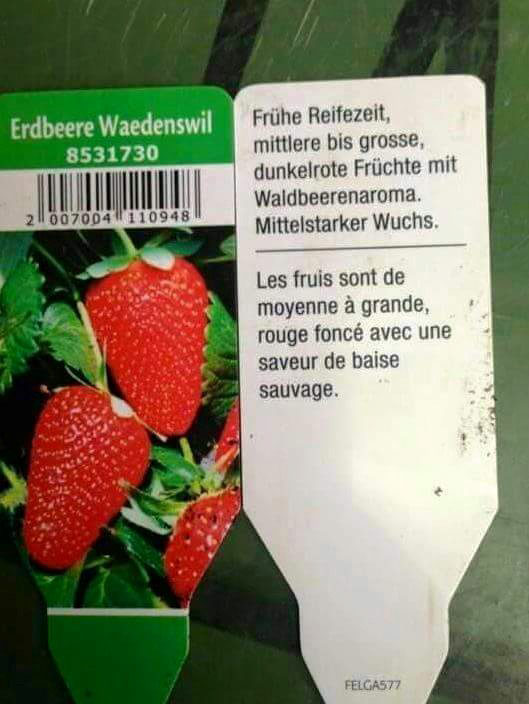 Erdbeere Waedenswil
8531730
2 007004 110948
Frühe Reifezeit,
mittlere bis grosse,
dunkelrote Früchte mit
Waldbeerenaroma.
Mittelstarker Wuchs.
Les fruis sont de
moyenne à grande,
rouge foncé avec une
saveur de baise
sauvage.
FELGA577